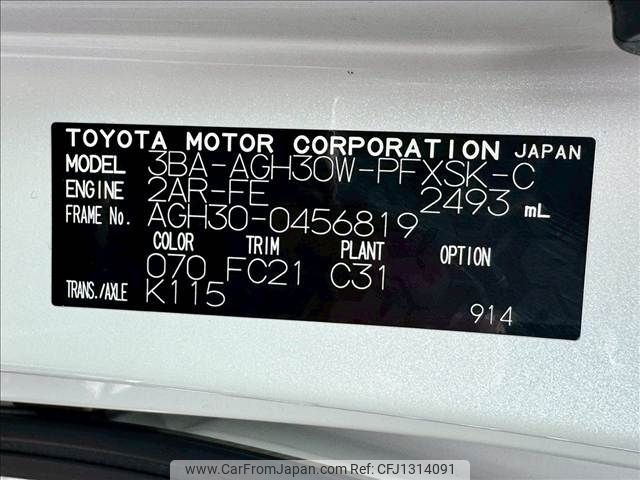 TOYOTA MOTOR CORPORATION JAPAN
MODEL 3BA-AGH30W-PFXSK-C
ENGINE 2AR-FE 2493 mL
FRAME No. AGH30-0456819
COLOR TRIM PLANT OPTION
070 FC21 C31
TRANS./AXLE K115
914
www.CarFromJapan.com - CFJ1314091